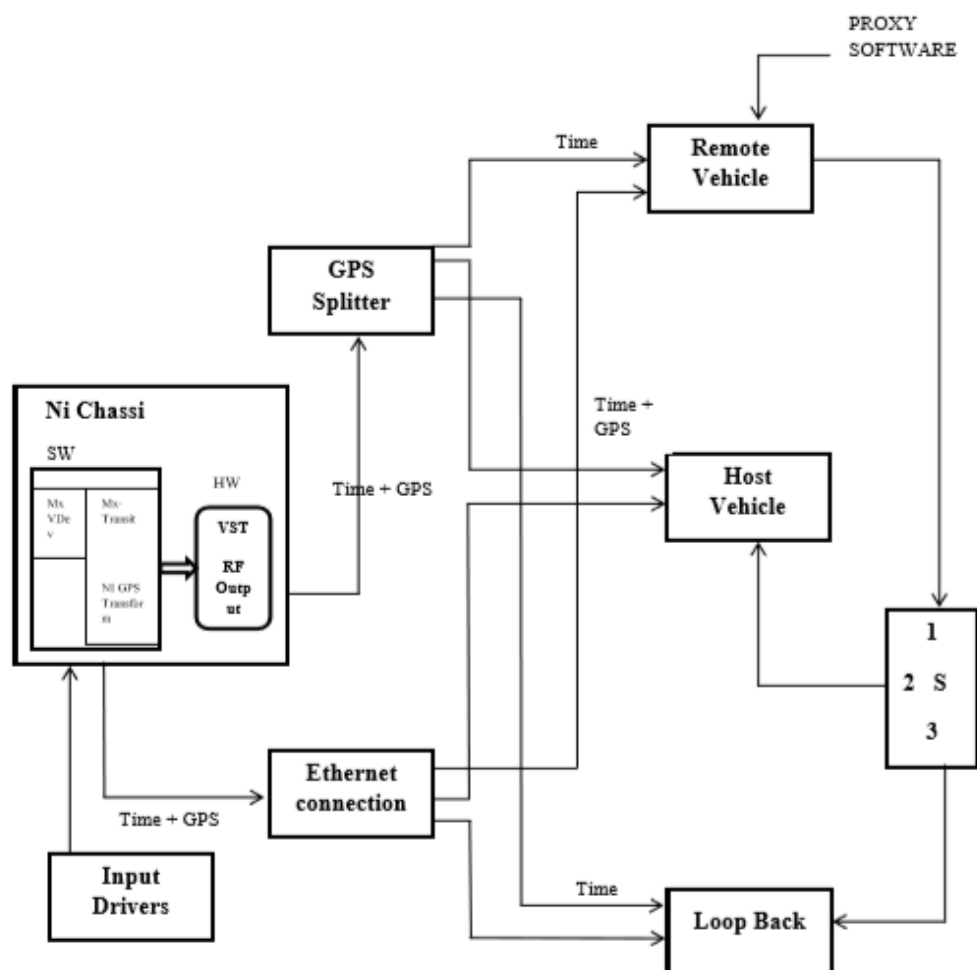 PROXY
SOFTWARE
Time
Remote
Vehicle
GPS
Splitter
Time +
GPS
Ni Chassi
SW
HW
Time + GPS
Host
Vehicle
Mx
VDe
v
Mx-
Transit
VST
RF
Outp
ut
NI GPS
Transfor
m
1
2 S
3
Ethernet
connection
Time + GPS
Input
Drivers
Time
Loop Back